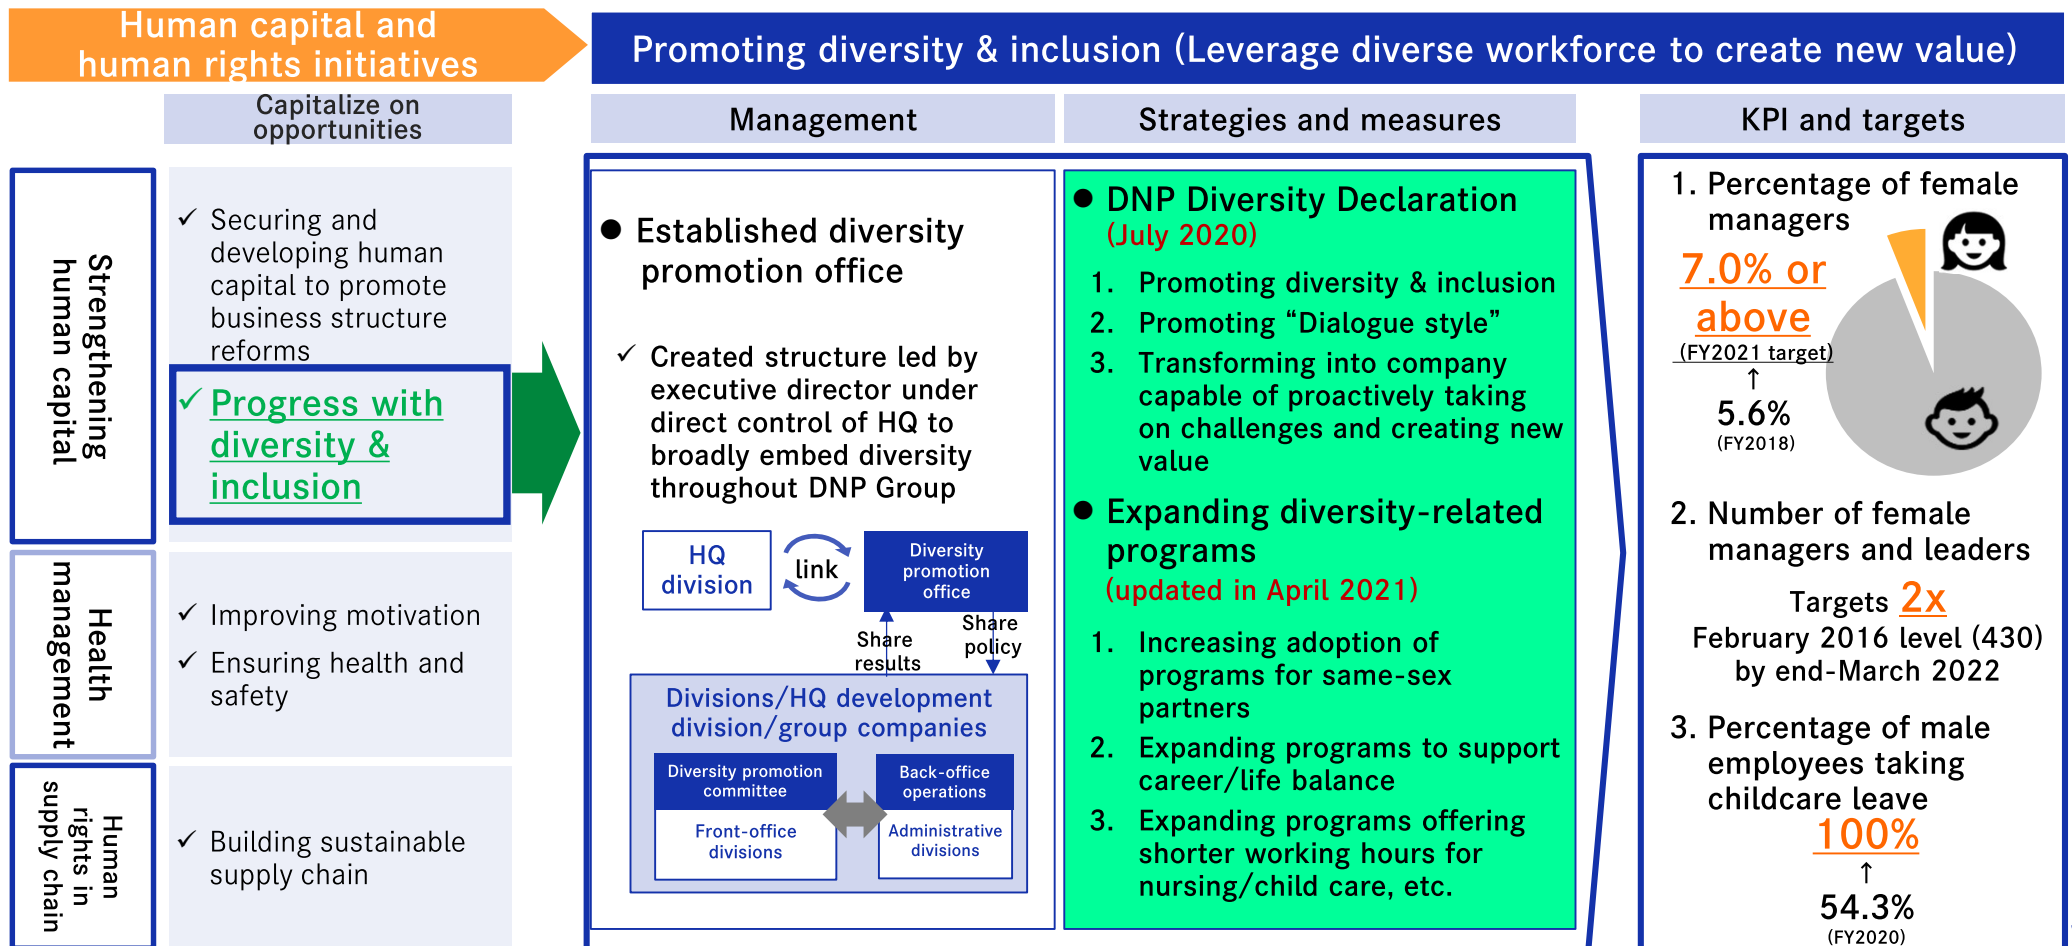 Human capital and
human rights initiatives
Promoting diversity & inclusion (Leverage diverse workforce to create new value)
Capitalize on
opportunities
Management
Strategies and measures
KPI and targets
Strengthening
human capital
✓ Securing and
developing human
capital to promote
business structure
reforms
✓ Progress with
diversity &
inclusion
Health
management
✓ Improving motivation
✓ Ensuring health and
safety
Human
rights in
supply chain
✓ Building sustainable
supply chain
● Established diversity
promotion office
✓ Created structure led by
executive director under
direct control of HQ to
broadly embed diversity
throughout DNP Group
HQ
division
link
Diversity
promotion
office
Share
results
Share
policy
Divisions/HQ development
division/group companies
Diversity promotion
committee
Front-office
divisions
Back-office
operations
Administrative
divisions
● DNP Diversity Declaration
(July 2020)
1. Promoting diversity & inclusion
2. Promoting “Dialogue style”
3. Transforming into company
capable of proactively taking
on challenges and creating new
value
● Expanding diversity-related
programs
(updated in April 2021)
1. Increasing adoption of
programs for same-sex
partners
2. Expanding programs to support
career/life balance
3. Expanding programs offering
shorter working hours for
nursing/child care, etc.
1. Percentage of female
managers
7.0% or
above
(FY2021 target)
↑
5.6%
(FY2018)
2. Number of female
managers and leaders
Targets 2x
February 2016 level (430)
by end-March 2022
3. Percentage of male
employees taking
childcare leave
100%
↑
54.3%
(FY2020)